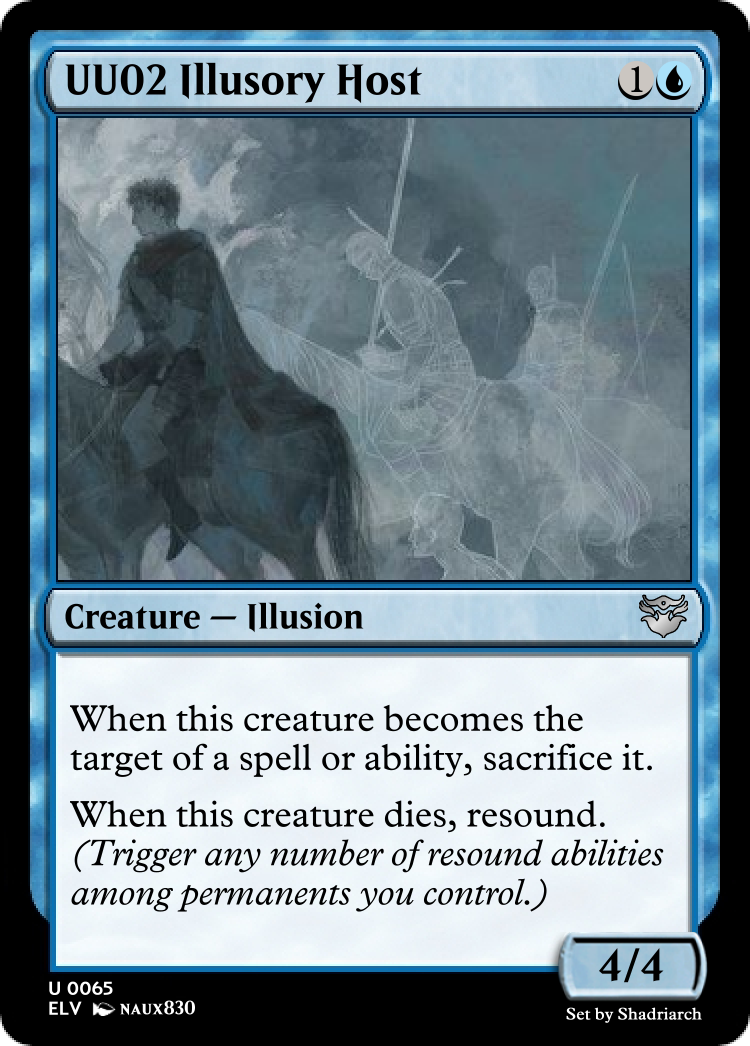 UU02 Illusory Host
1
Creature — Illusion
When this creature becomes the
target of a spell or ability, sacrifice it.
When this creature dies, resound.
(Trigger any number of resound abilities
among permanents you control.)
4/4
U 0065
ELV NAUX830
Set by Shadriarch